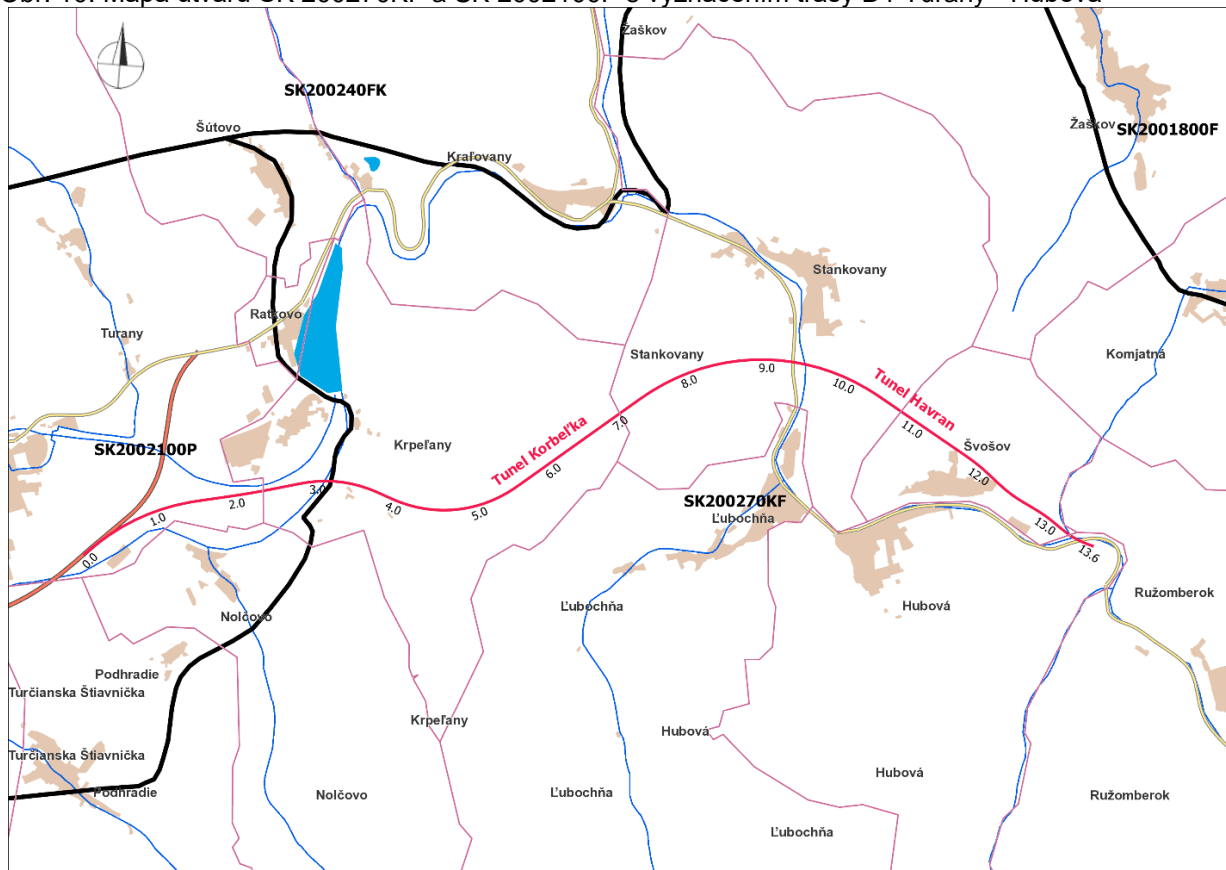 Žaškov
SK200240FK
Šútovo
Žaškov
SK2001800F
Kraľovany
Stankovany
Ratkovo
Turany
Stankovany
Komjatná
8.0
9.0
10.0
Tunel Havran
7.0
11.0
SK2002100P
Krpeľany
Tunel Korbeľka
Švošov
6.0
12.0
3.0
2.0
4.0
5.0
1.0
SK200270KF
Ľubochňa
13.0
0.0
13.6
Nolčovo
Ľubochňa
Hubová
Ružomberok
Podhradie
Turčianska Štiavnička
Krpeľany
Hubová
Turčianska Štiavnička
Hubová
Podhradie
Nolčovo
Ľubochňa
Ružomberok
Ľubochňa